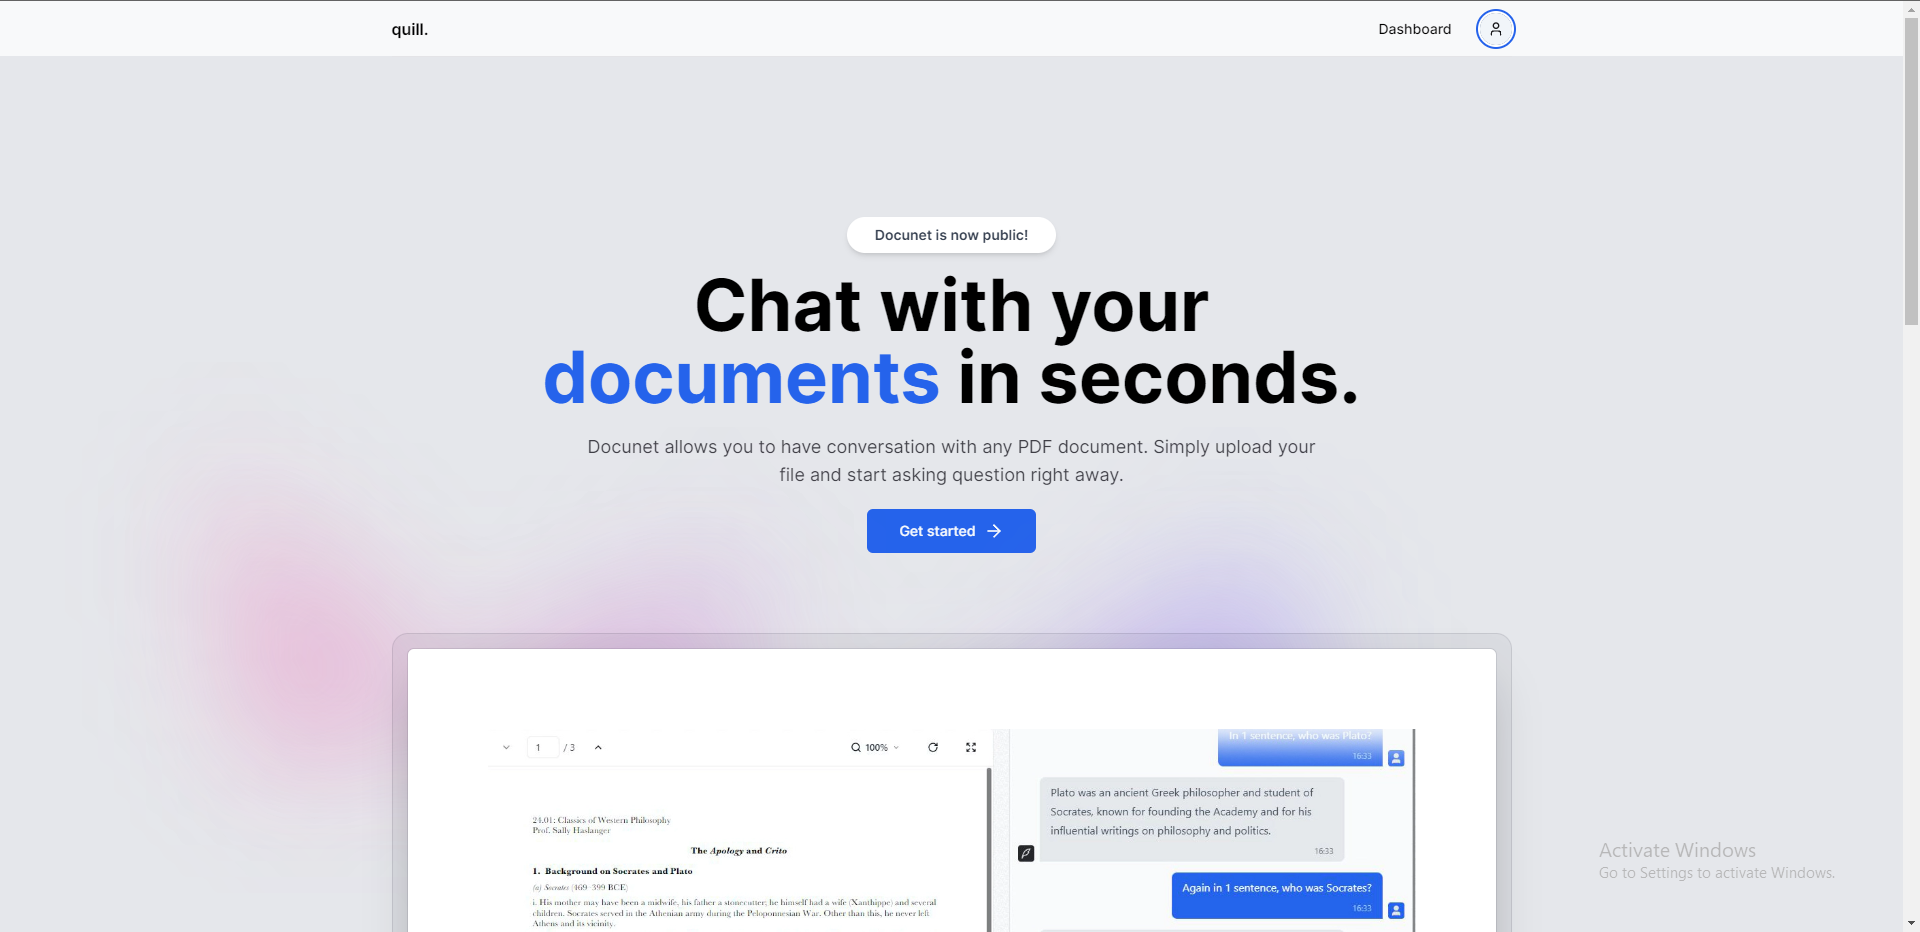 quill.
Dashboard
Docunet is now public!
Chat with your
documents in seconds.
Docunet allows you to have conversation with any PDF document. Simply upload your
file and start asking question right away.
Get started
1 / 3
100%
24.01: Classics of Western Philosophy
Prof. Sally Haslanger
The Apology and Crito
1. Background on Socrates and Plato
(a) Socrates (469–399 BCE)
i. His mother may have been a midwife, his father a stonecutter; he himself had a wife (Xanthippe) and several
children. Socrates served in the Athenian army during the Peloponnesian War. Other than this, he never left
Athens and its vicinity.
In 1 sentence, who was Plato?
16:33
Plato was an ancient Greek philosopher and student of
Socrates, known for founding the Academy and for his
influential writings on philosophy and politics.
16:33
Again in 1 sentence, who was Socrates?
16:33
Activate Windows
Go to Settings to activate Windows.